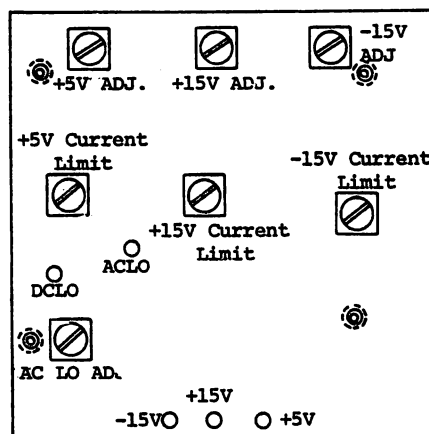 -15V
ADJ
+5V ADJ.
+15V ADJ.
+5V Current
Limit
-15V Current
Limit
+15V Current
Limit
ACLO
DCLO
AC LO AD
+15V
-15V
+5V